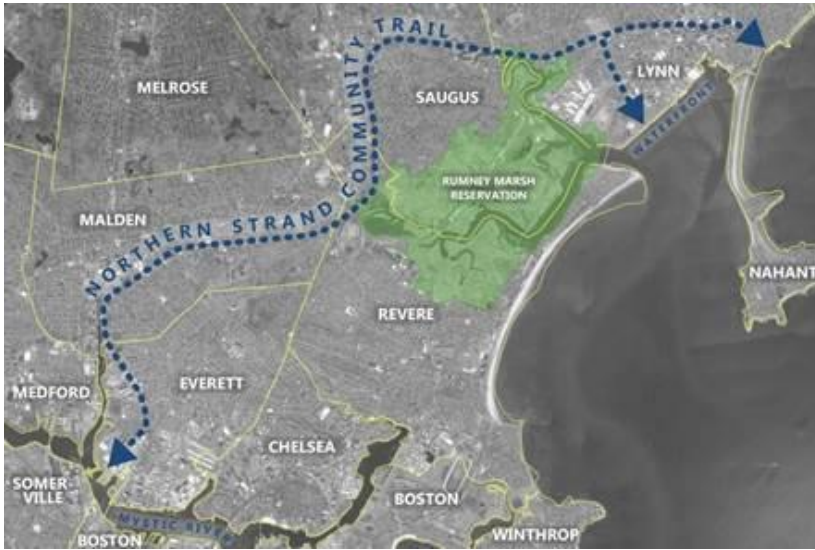 NORTHERN STRAND COMMUNITY TRAIL
MELROSE
SAUGUS
LYNN
WATERFRONT
RUMNEY MARSH
RESERVATION
MALDEN
NAHANT
REVERE
MEDFORD
EVERETT
CHELSEA
SOMER-
VILLE
BOSTON
MYSTIC RIVER
WINTHROP
BOSTON